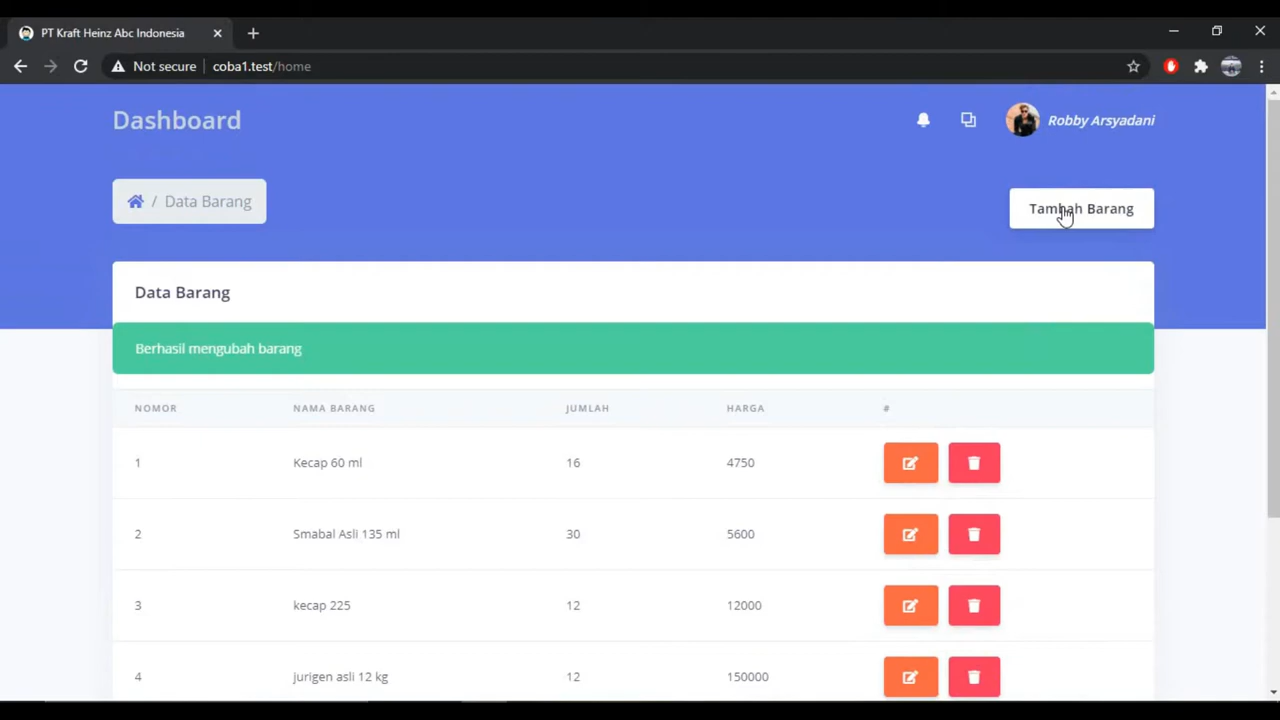 PT Kraft Heinz Abc Indonesia
Not secure coba1.test/home
Dashboard
Robby Arsyadani
/ Data Barang
Tambah Barang
Data Barang
Berhasil mengubah barang
NOMOR NAMA BARANG JUMLAH HARGA #
1 Kecap 60 ml 16 4750
2 Smabal Asli 135 ml 30 5600
3 kecap 225 12 12000
4 jurigen asli 12 kg 12 150000